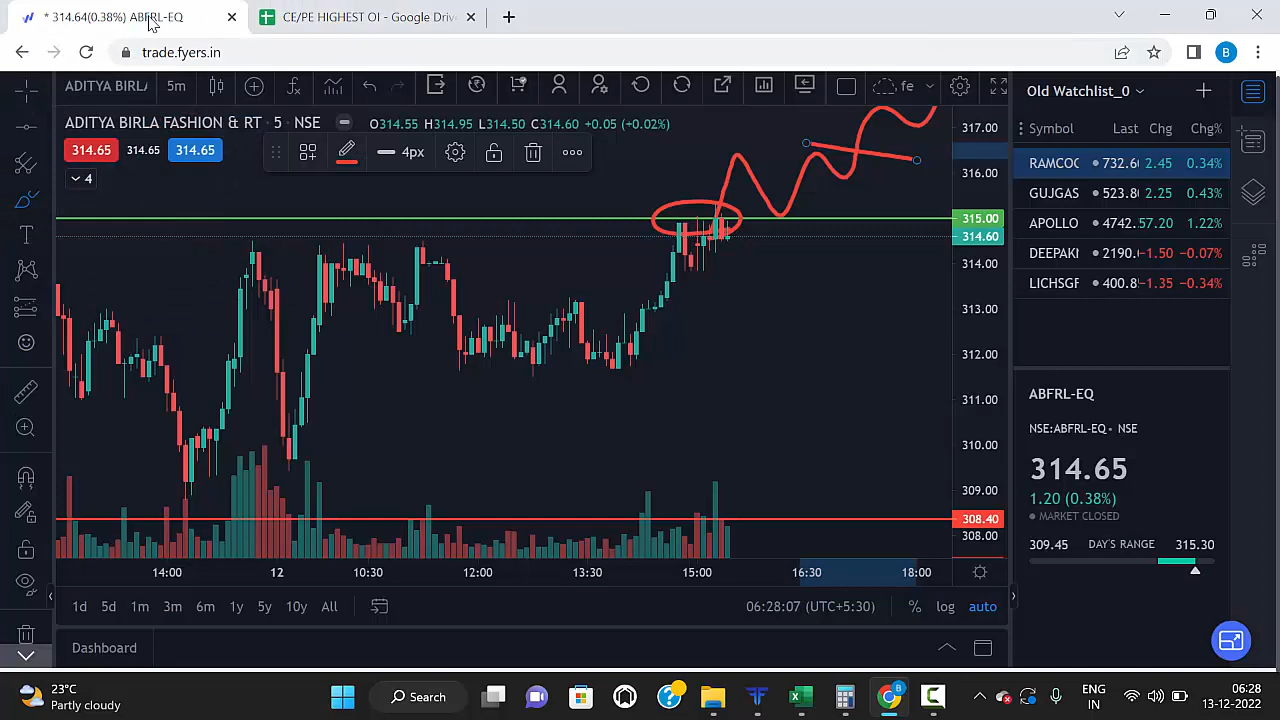 * 314.64(0.38%) ABFRL-EQ
CE/PE HIGHEST OI - Google Drive
trade.fyers.in
B
ADITYA BIRLA
5m
fe
ADITYA BIRLA FASHION & RT · 5 · NSE
O314.55 H314.95 L314.50 C314.60 +0.05 (+0.02%)
314.65 314.65 314.65
4px
4
317.00
316.00
315.00
314.60
314.00
313.00
312.00
311.00
310.00
309.00
308.40
308.00
14:00 12 10:30 12:00 13:30 15:00 16:30 18:00
1d 5d 1m 3m 6m 1y 5y 10y All
06:28:07 (UTC+5:30) % log auto
Dashboard
Old Watchlist_0
Symbol Last Chg Chg%
RAMCOC 732.6 2.45 0.34%
GUJGAS 523.8 2.25 0.43%
APOLLO 4742. 57.20 1.22%
DEEPAKI 2190. −1.50 −0.07%
LICHSGF 400.8 −1.35 −0.34%
ABFRL-EQ
NSE:ABFRL-EQ • NSE
314.65
1.20 (0.38%)
MARKET CLOSED
309.45 DAY'S RANGE 315.30
23°C
Partly cloudy
Search
ENG
IN
06:28
13-12-2022